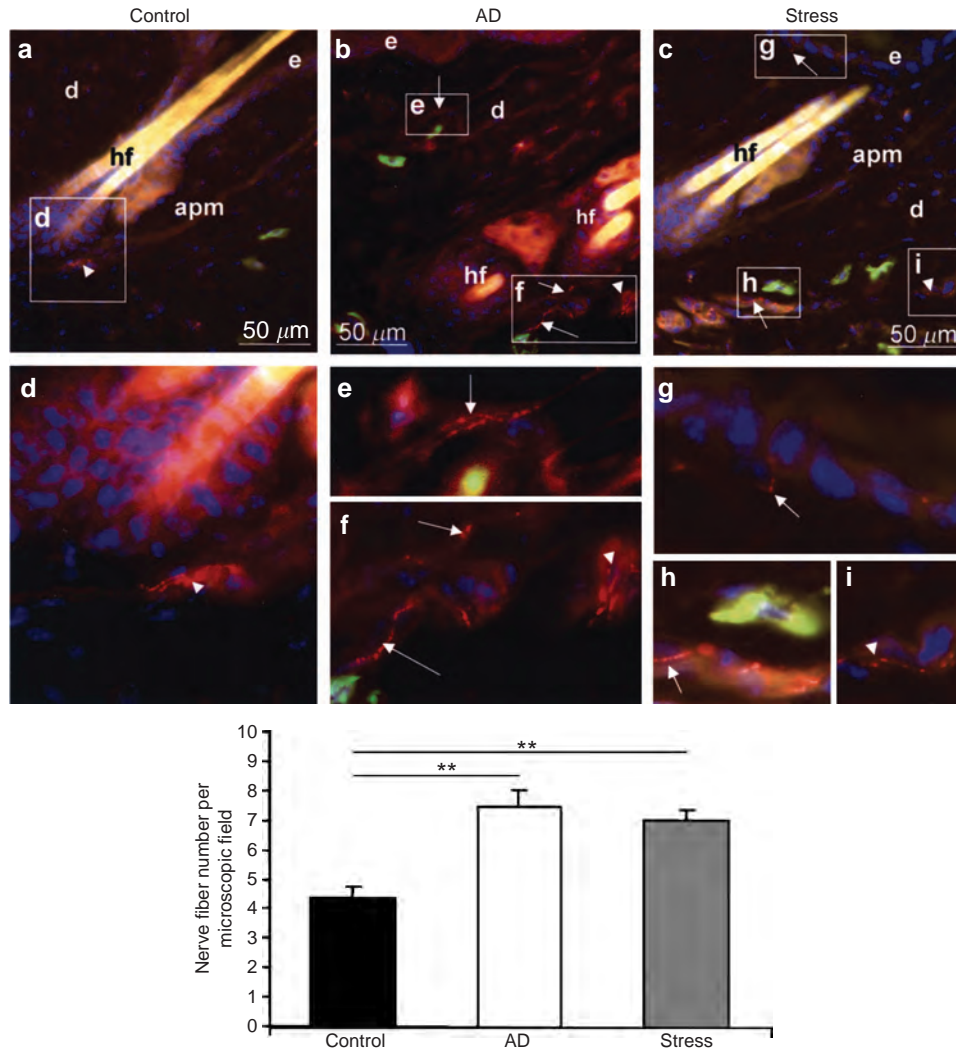 Control AD Stress
a
e
d
hf
apm
d
50 μm
b
e
e
d
hf
hf
f
50 μm
c
g
e
hf
apm
d
h
i
50 μm
d
e
f
g
h
i
Nerve fiber number per
microscopic field
10
9
8
7
6
5
4
3
2
1
0
**
**
Control AD Stress